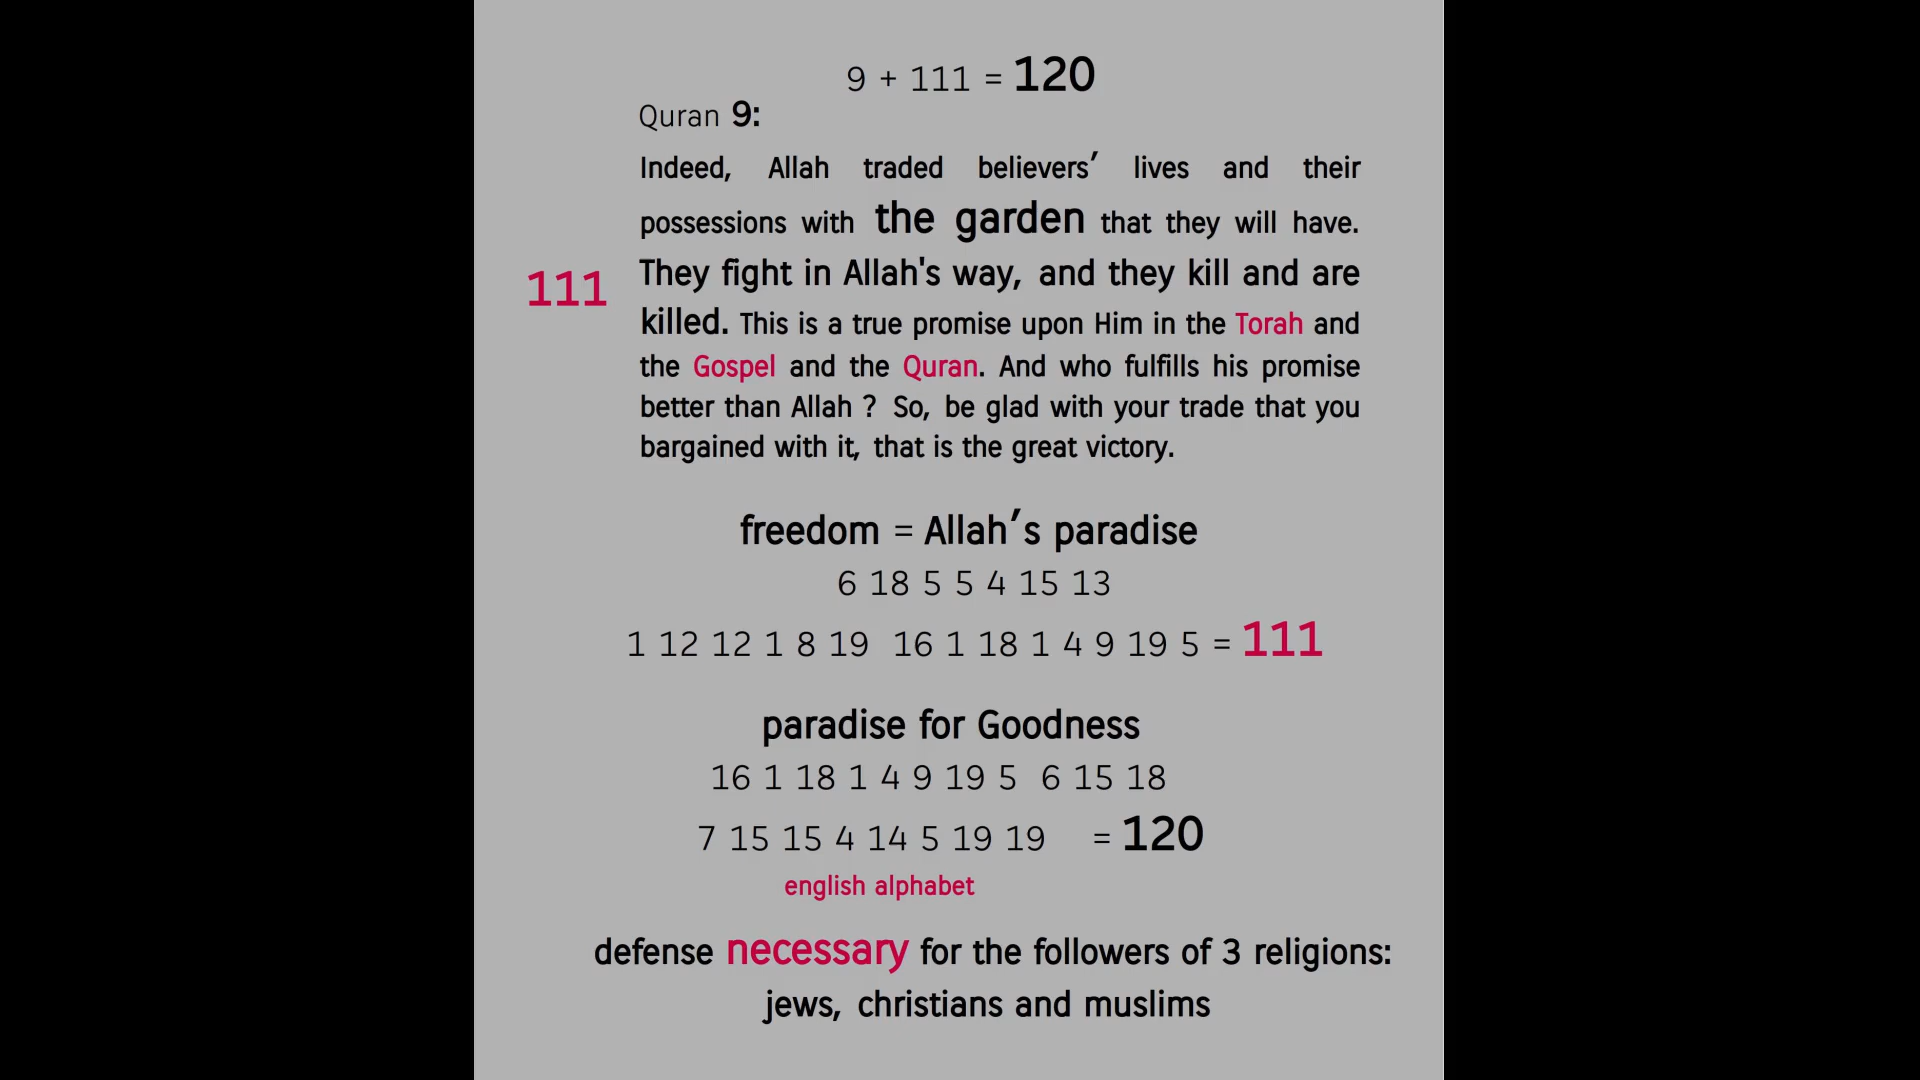 9 + 111 = 120
Quran 9:
Indeed, Allah traded believers’ lives and their
possessions with the garden that they will have.
111 They fight in Allah's way, and they kill and are
killed. This is a true promise upon Him in the Torah and
the Gospel and the Quran. And who fulfills his promise
better than Allah ? So, be glad with your trade that you
bargained with it, that is the great victory.
freedom = Allah’s paradise
6 18 5 5 4 15 13
1 12 12 1 8 19 16 1 18 1 4 9 19 5 = 111
paradise for Goodness
16 1 18 1 4 9 19 5 6 15 18
7 15 15 4 14 5 19 19 = 120
english alphabet
defense necessary for the followers of 3 religions:
jews, christians and muslims